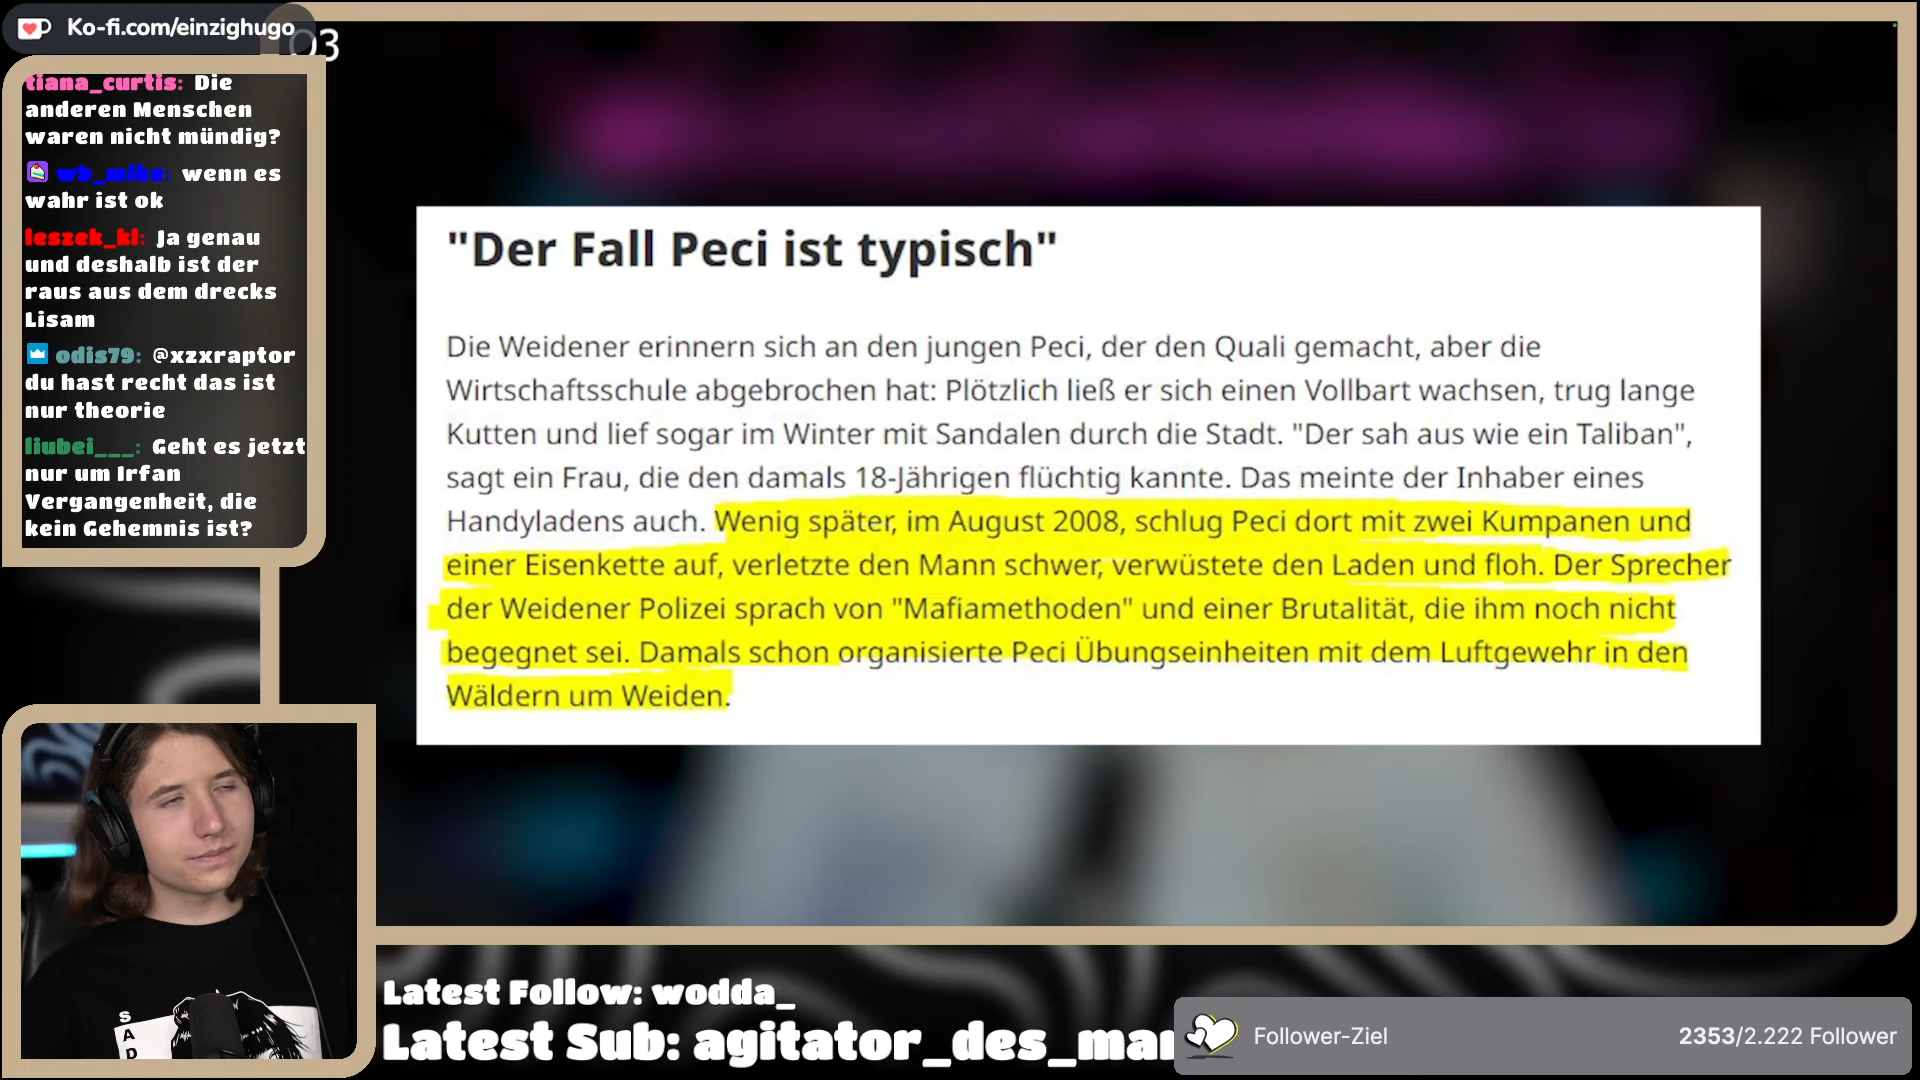 Ko-fi.com/einzighugo
03
tiana_curtis: Die
anderen Menschen
waren nicht mündig?
wb_mike: wenn es
wahr ist ok
leszek_kl: Ja genau
und deshalb ist der
raus aus dem drecks
Lisam
odis79: @xzxraptor
du hast recht das ist
nur theorie
liubei___: Geht es jetzt
nur um Irfan
Vergangenheit, die
kein Gehemnis ist?
"Der Fall Peci ist typisch"
Die Weidener erinnern sich an den jungen Peci, der den Quali gemacht, aber die
Wirtschaftsschule abgebrochen hat: Plötzlich ließ er sich einen Vollbart wachsen, trug lange
Kutten und lief sogar im Winter mit Sandalen durch die Stadt. "Der sah aus wie ein Taliban",
sagt ein Frau, die den damals 18-Jährigen flüchtig kannte. Das meinte der Inhaber eines
Handyladens auch. Wenig später, im August 2008, schlug Peci dort mit zwei Kumpanen und
einer Eisenkette auf, verletzte den Mann schwer, verwüstete den Laden und floh. Der Sprecher
der Weidener Polizei sprach von "Mafiamethoden" und einer Brutalität, die ihm noch nicht
begegnet sei. Damals schon organisierte Peci Übungseinheiten mit dem Luftgewehr in den
Wäldern um Weiden.
SAD
Latest Follow: wodda_
Latest Sub: agitator_des_mar
Follower-Ziel
2353/2.222 Follower